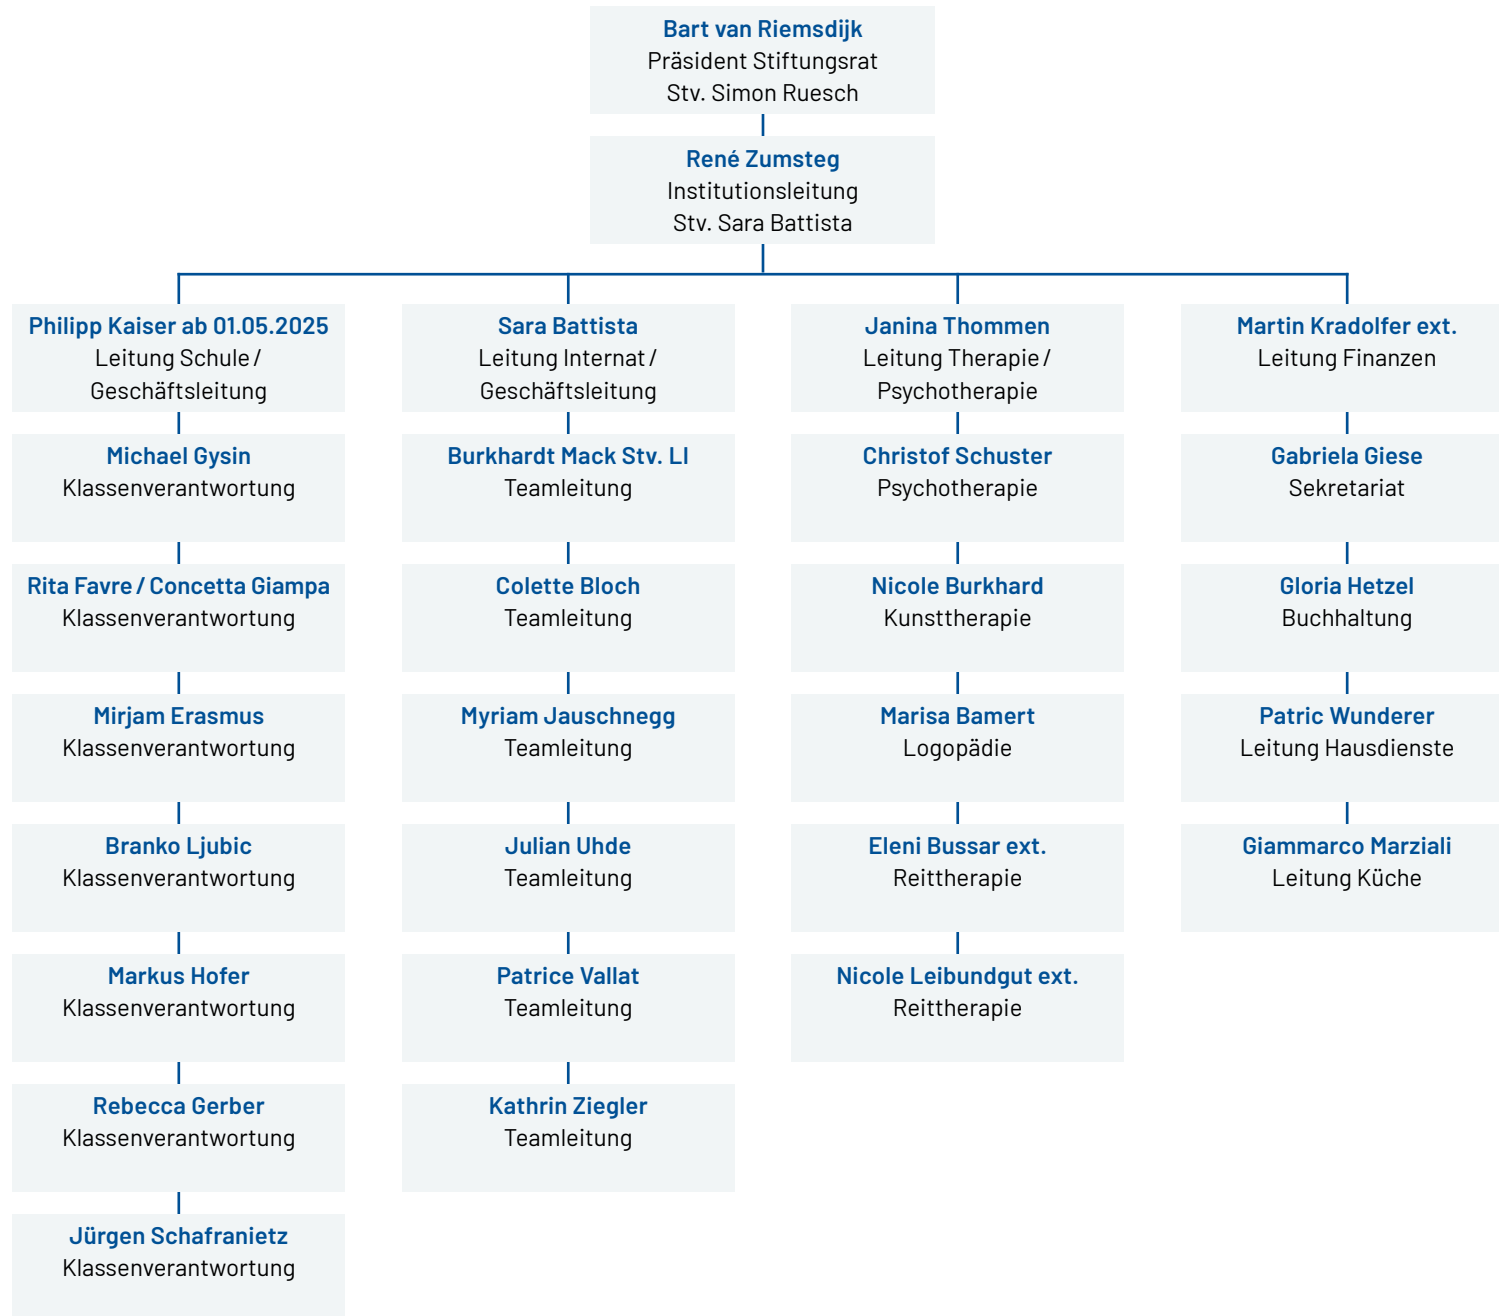 Bart van Riemsdijk
Präsident Stiftungsrat
Stv. Simon Ruesch
René Zumsteg
Institutionsleitung
Stv. Sara Battista
Philipp Kaiser ab 01.05.2025
Leitung Schule /
Geschäftsleitung
Michael Gysin
Klassenverantwortung
Rita Favre / Concetta Giampa
Klassenverantwortung
Mirjam Erasmus
Klassenverantwortung
Branko Ljubic
Klassenverantwortung
Markus Hofer
Klassenverantwortung
Rebecca Gerber
Klassenverantwortung
Jürgen Schafranietz
Klassenverantwortung
Sara Battista
Leitung Internat /
Geschäftsleitung
Burkhardt Mack Stv. LI
Teamleitung
Colette Bloch
Teamleitung
Myriam Jauschnegg
Teamleitung
Julian Uhde
Teamleitung
Patrice Vallat
Teamleitung
Kathrin Ziegler
Teamleitung
Janina Thommen
Leitung Therapie /
Psychotherapie
Christof Schuster
Psychotherapie
Nicole Burkhard
Kunsttherapie
Marisa Bamert
Logopädie
Eleni Bussar ext.
Reittherapie
Nicole Leibundgut ext.
Reittherapie
Martin Kradolfer ext.
Leitung Finanzen
Gabriela Giese
Sekretariat
Gloria Hetzel
Buchhaltung
Patric Wunderer
Leitung Hausdienste
Giammarco Marziali
Leitung Küche